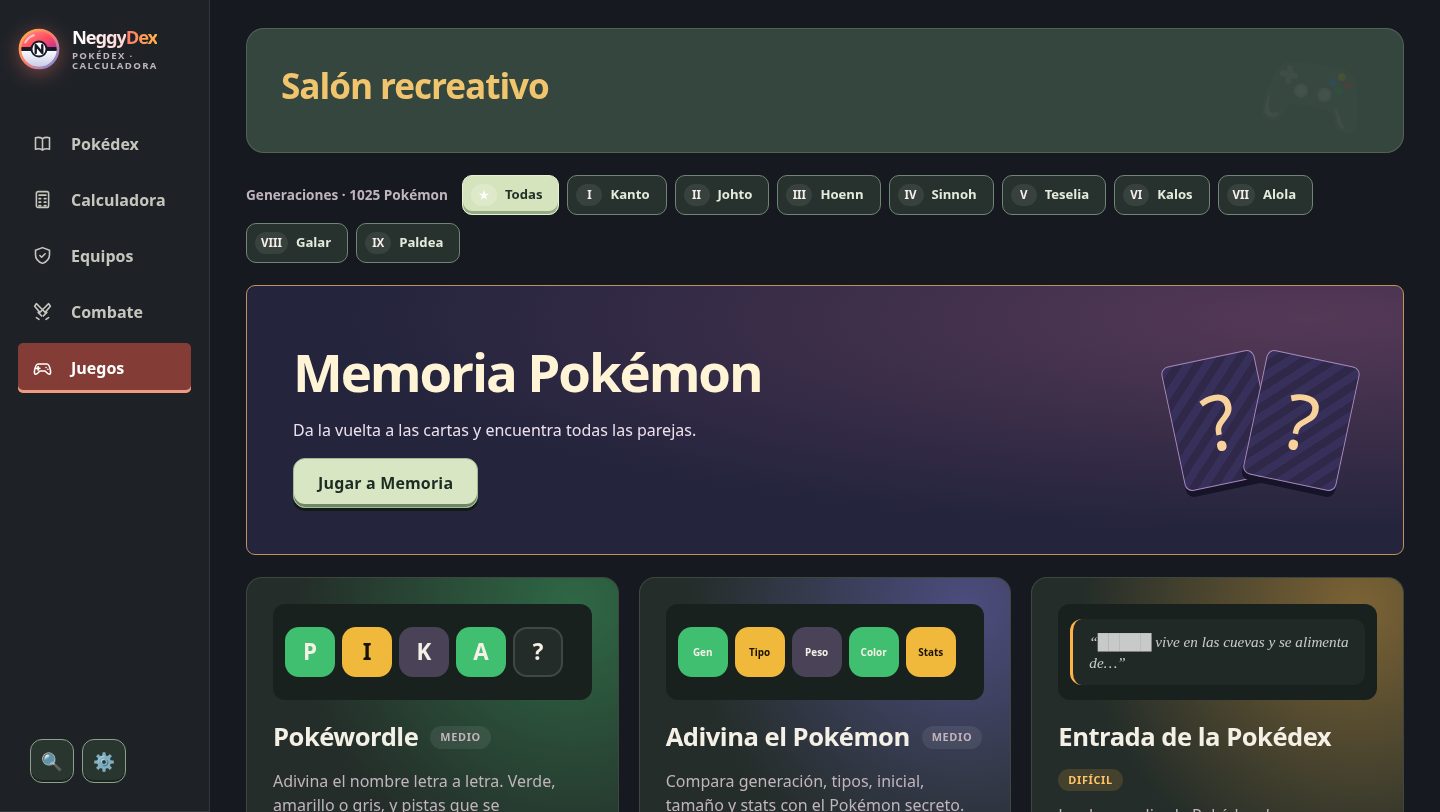 NeggyDex
POKÉDEX ·
CALCULADORA
Pokédex
Calculadora
Equipos
Combate
Juegos
Salón recreativo
Generaciones · 1025 Pokémon
★ Todas
I Kanto
II Johto
III Hoenn
IV Sinnoh
V Teselia
VI Kalos
VII Alola
VIII Galar
IX Paldea
Memoria Pokémon
Da la vuelta a las cartas y encuentra todas las parejas.
Jugar a Memoria
? ?
P I K A ?
Pokéwordle MEDIO
Adivina el nombre letra a letra. Verde,
amarillo o gris, y pistas que se
Gen Tipo Peso Color Stats
Adivina el Pokémon MEDIO
Compara generación, tipos, inicial,
tamaño y stats con el Pokémon secreto.
“█████ vive en las cuevas y se alimenta
de…”
Entrada de la Pokédex
DIFÍCIL